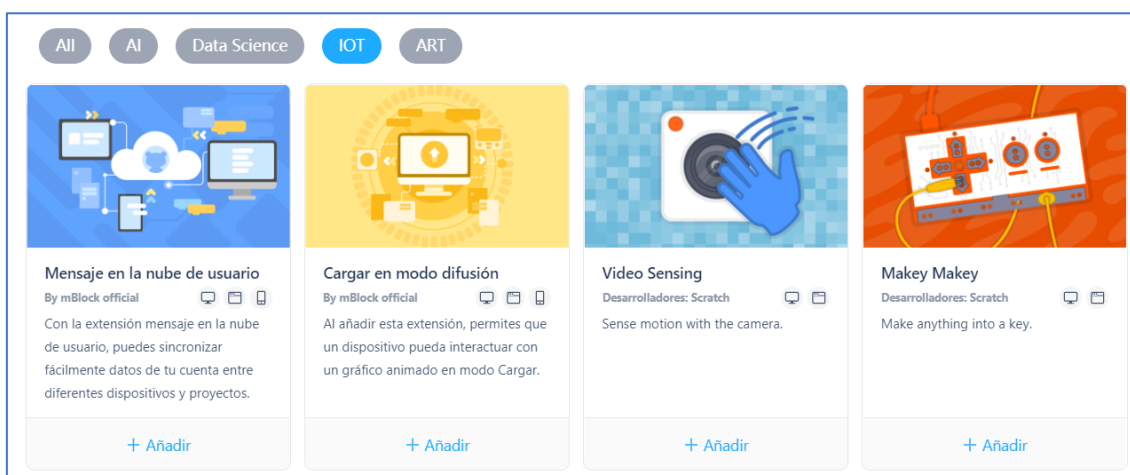 All
AI
Data Science
IOT
ART
Mensaje en la nube de usuario
By mBlock official
Con la extensión mensaje en la nube
de usuario, puedes sincronizar
fácilmente datos de tu cuenta entre
diferentes dispositivos y proyectos.
+ Añadir
Cargar en modo difusión
By mBlock official
Al añadir esta extensión, permites que
un dispositivo pueda interactuar con
un gráfico animado en modo Cargar.
+ Añadir
Video Sensing
Desarrolladores: Scratch
Sense motion with the camera.
+ Añadir
Makey Makey
Desarrolladores: Scratch
Make anything into a key.
+ Añadir